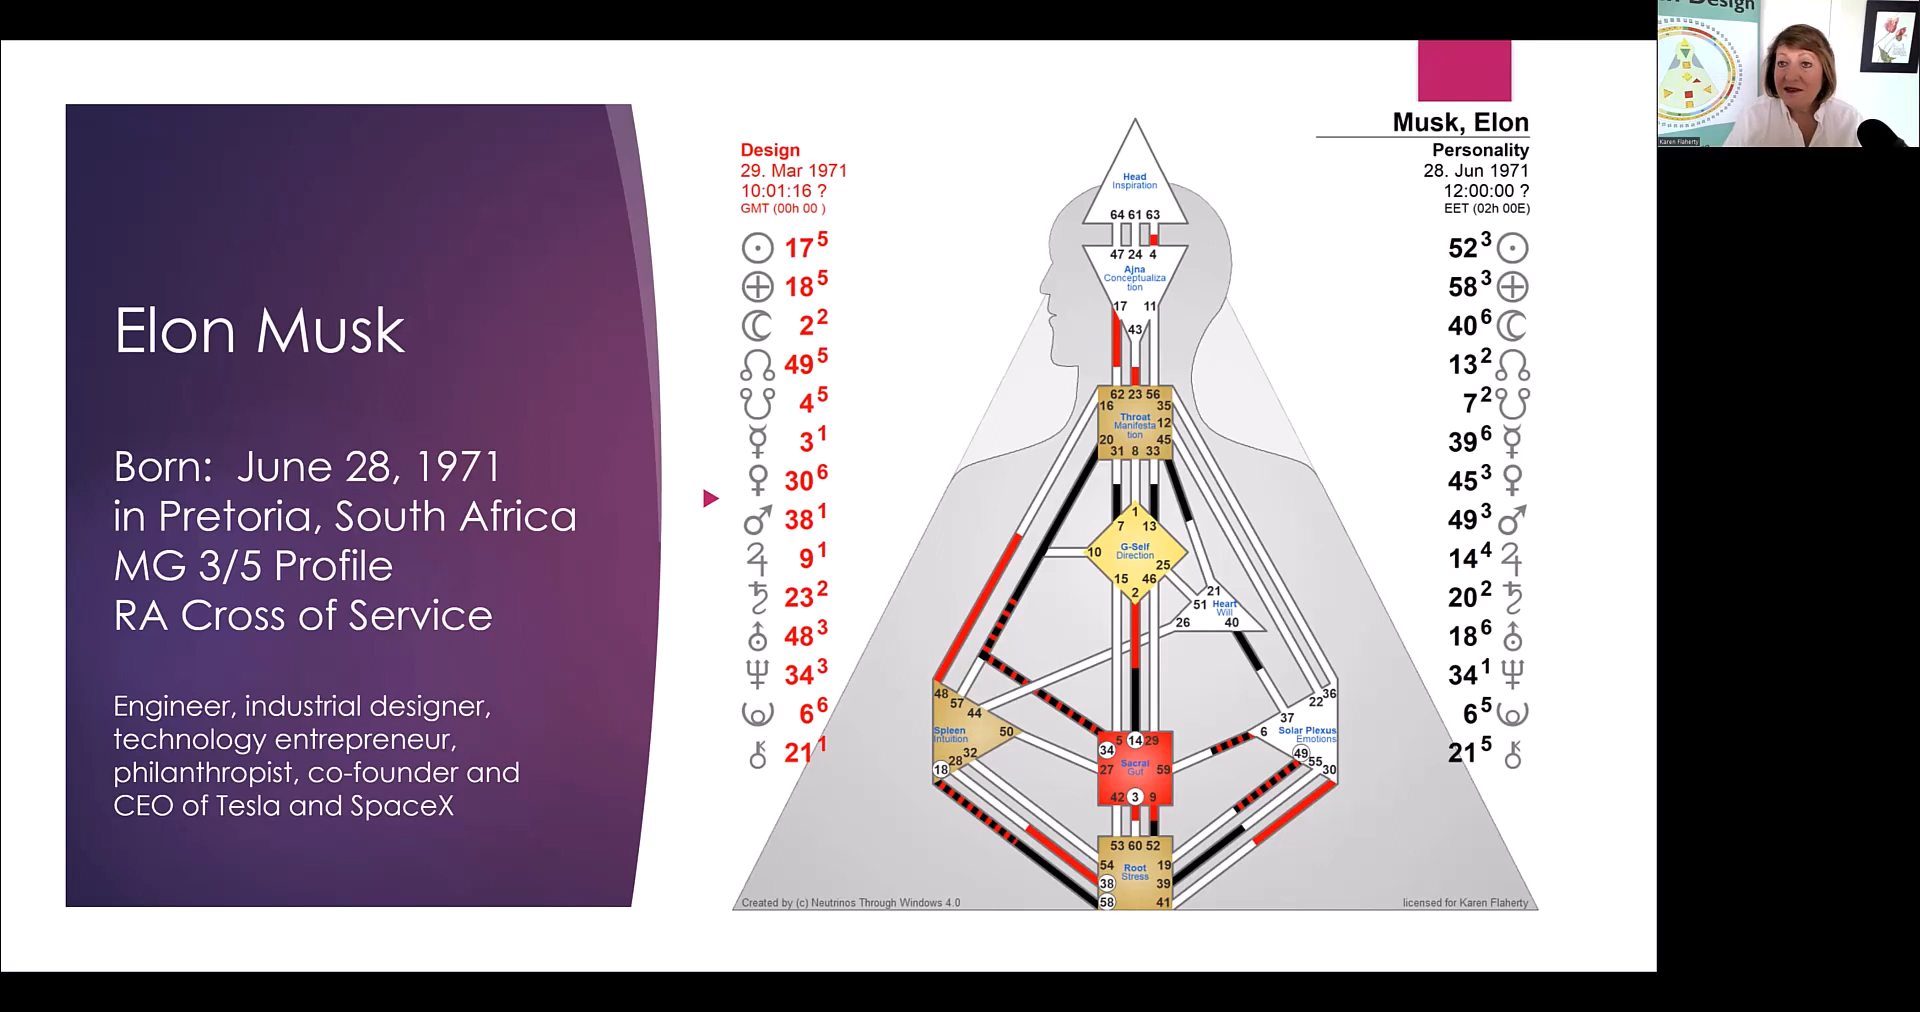 Elon Musk
Born: June 28, 1971
in Pretoria, South Africa
MG 3/5 Profile
RA Cross of Service
Engineer, industrial designer,
technology entrepreneur,
philanthropist, co-founder and
CEO of Tesla and SpaceX
Design
29. Mar 1971
10:01:16 ?
GMT (00h 00 )
17 5
18 5
2 2
49 5
4 5
3 1
30 6
38 1
9 1
23 2
48 3
34 3
6 6
21 1
Head
Inspiration
64 61 63
47 24 4
Ajna
Conceptualiza
tion
17 11
43
62 23 56
16 35
Throat
Manifesta
tion
12
20 45
31 8 33
1
7 13
G-Self
Direction
10
25
15 46
2
21
51 Heart
Will
26 40
48
57
44
50
Spleen
Intuition
32
28
18
36
22
37
6
Solar Plexus
Emotions
49
55
30
5 14 29
34
Sacral
Gut
27 59
42 3 9
53 60 52
54 19
Root
Stress
38 39
58 41
Musk, Elon
Personality
28. Jun 1971
12:00:00 ?
EET (02h 00E)
52 3
58 3
40 6
13 2
7 2
39 6
45 3
49 3
14 4
20 2
18 6
34 1
6 5
21 5
Created by (c) Neutrinos Through Windows 4.0
licensed for Karen Flaherty
Design
Karen Flaherty